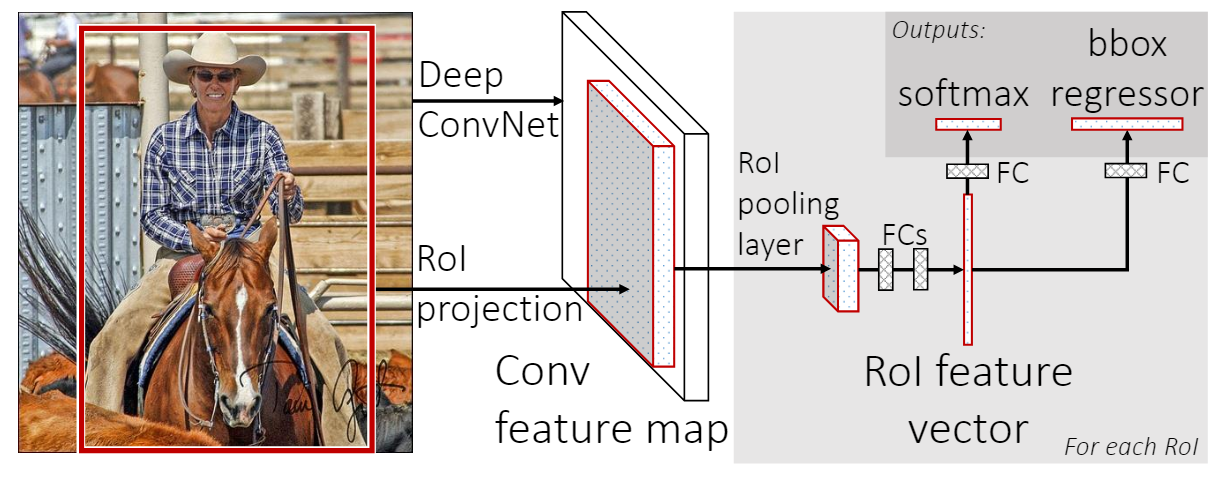 Deep
ConvNet
RoI
projection
Conv
feature map
RoI
pooling
layer
FCs
Outputs:
softmax
bbox
regressor
FC
FC
RoI feature
vector
For each RoI